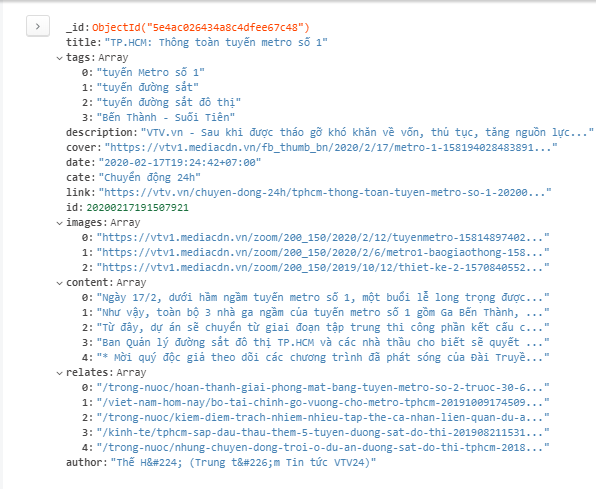 _id:ObjectId("5e4ac026434a8c4dfee67c48")
title:"TP.HCM: Thông toàn tuyến metro số 1"
tags:Array
0:"tuyến Metro số 1"
1:"tuyến đường sắt"
2:"tuyến đường sắt đô thị"
3:"Bến Thành - Suối Tiên"
description:"VTV.vn - Sau khi được tháo gỡ khó khăn về vốn, thủ tục, tăng nguồn lực..."
cover:"https://vtv1.mediacdn.vn/fb_thumb_bn/2020/2/17/metro-1-158194028483891..."
date:"2020-02-17T19:24:42+07:00"
cate:"Chuyển động 24h"
link:"https://vtv.vn/chuyen-dong-24h/tphcm-thong-toan-tuyen-metro-so-1-20200..."
id:20200217191507921
images:Array
0:"https://vtv1.mediacdn.vn/zoom/200_150/2020/2/12/tuyenmetro-15814897402..."
1:"https://vtv1.mediacdn.vn/zoom/200_150/2020/2/6/metro1-baogiaothong-158..."
2:"https://vtv1.mediacdn.vn/zoom/200_150/2019/10/12/thiet-ke-2-1570840552..."
content:Array
0:"Ngày 17/2, dưới hầm ngầm tuyến metro số 1, một buổi lễ long trọng được..."
1:"Như vậy, toàn bộ 3 nhà ga ngầm của tuyến metro số 1 gồm Ga Bến Thành, ..."
2:"Từ đây, dự án sẽ chuyển từ giai đoạn tập trung thi công phần kết cấu c..."
3:"Ban Quản lý đường sắt đô thị TP.HCM và các nhà thầu cho biết sẽ quyết ..."
4:"* Mời quý độc giả theo dõi các chương trình đã phát sóng của Đài Truyề..."
relates:Array
0:"/trong-nuoc/hoan-thanh-giai-phong-mat-bang-tuyen-metro-so-2-truoc-30-6..."
1:"/viet-nam-hom-nay/bo-tai-chinh-go-vuong-cho-metro-tphcm-20191009174509..."
2:"/trong-nuoc/kiem-diem-trach-nhiem-nhieu-tap-the-ca-nhan-lien-quan-du-a..."
3:"/kinh-te/tphcm-sap-dau-thau-them-5-tuyen-duong-sat-do-thi-201908211531..."
4:"/trong-nuoc/nhung-chuyen-dong-troi-o-du-an-duong-sat-do-thi-tphcm-2018..."
author:"Thế H&#224; (Trung t&#226;m Tin tức VTV24)"